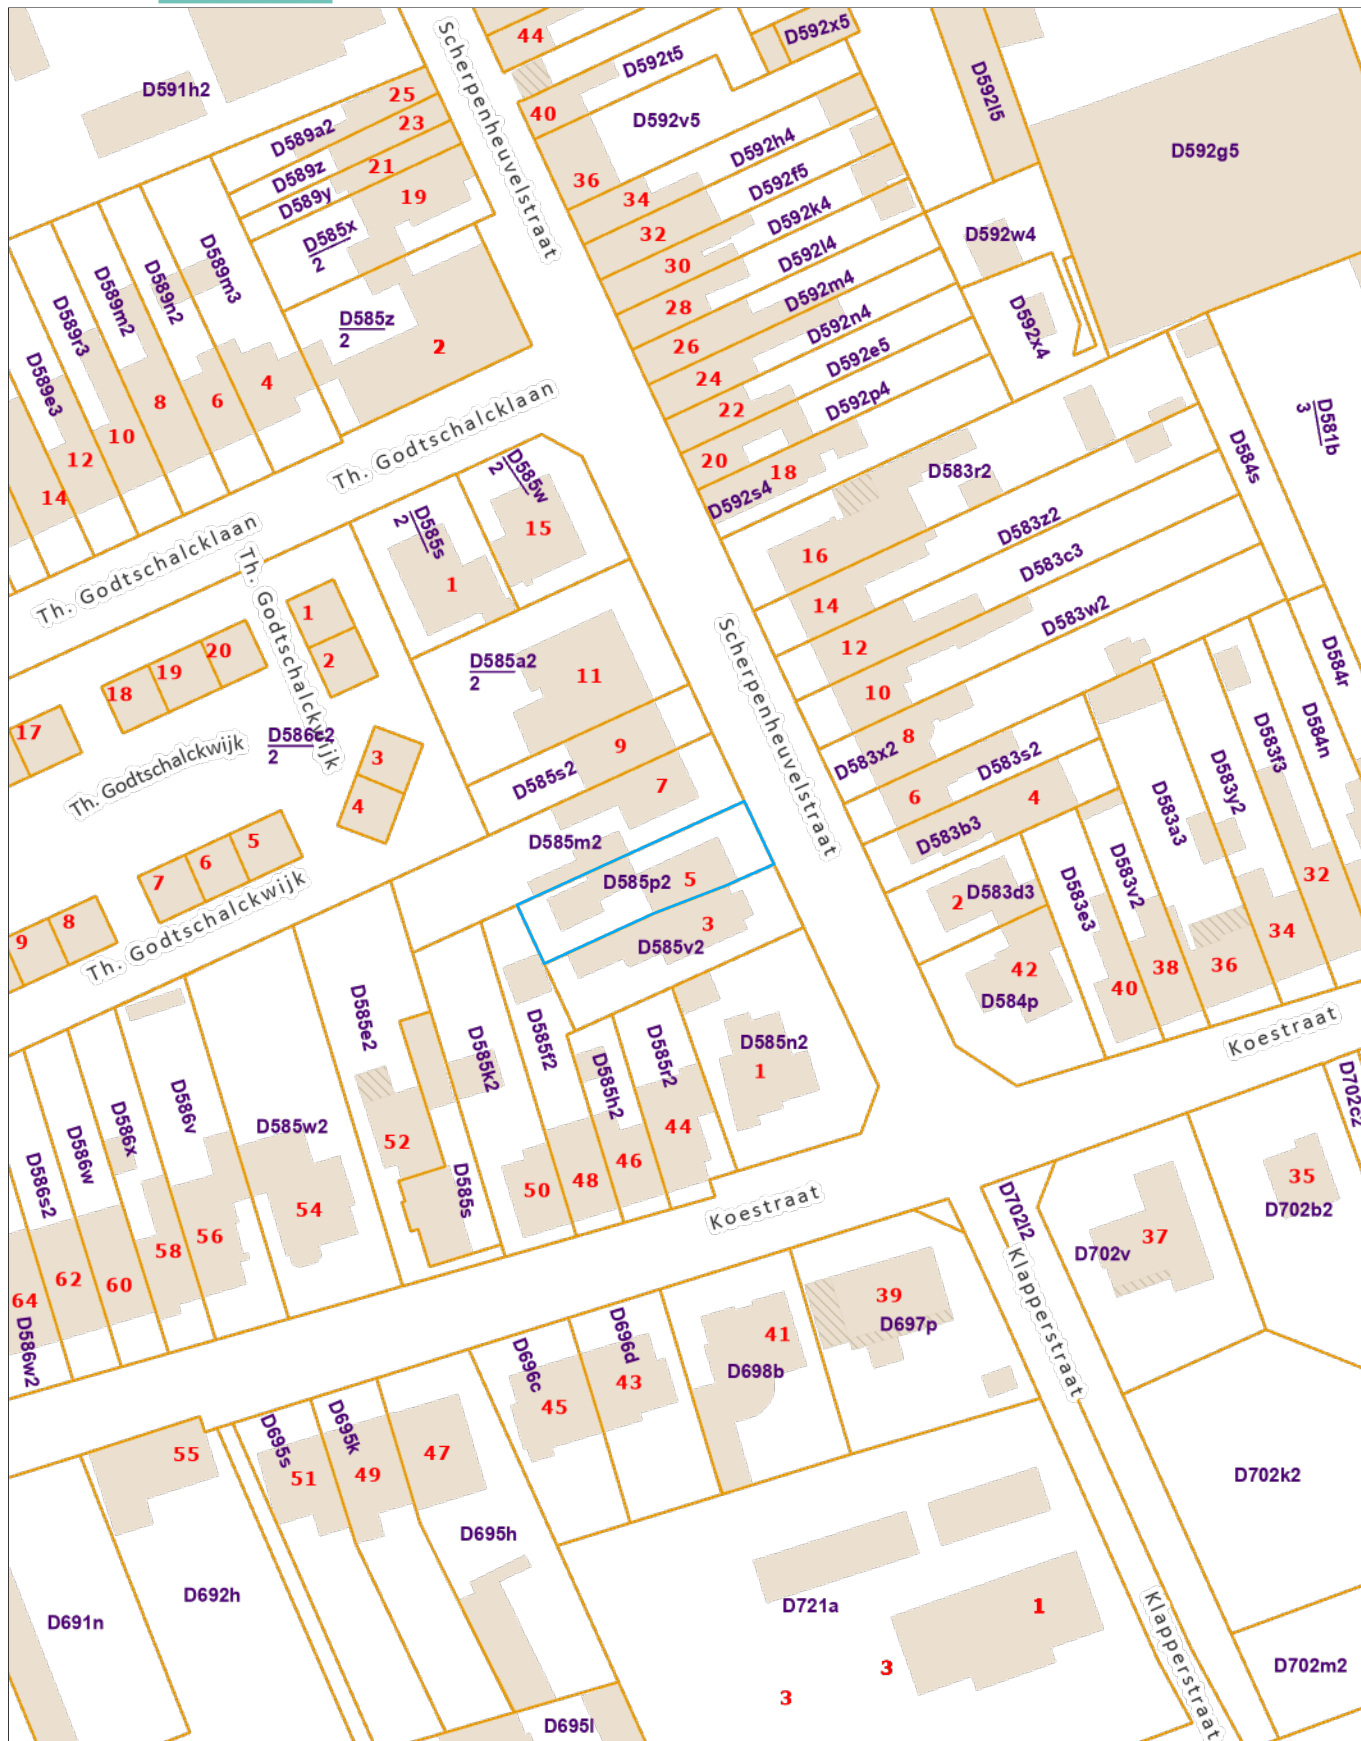 44
D592x5
D592t5
D591h2
Scherpenheuvelstraat
D592l5
25
40
D592v5
23
D589a2
D592h4
D592g5
21
D589z
36
D592f5
34
D589y
19
D592k4
32
D585x
2
D592w4
D589m3
D592l4
30
D589n2
D592m4
D589m2
28
D585z
2
D592n4
D592x4
D589r3
2
26
D592e5
D589e3
24
4
D592p4
6
8
22
D581b
3
10
12
20
D584s
Th. Godtschalcklaan
18
D583r2
D585w
2
14
D592s4
D585s
2
15
D583z2
Th. Godtschalcklaan
16
D583c3
1
Th. Godtschalckwijk
1
14
D583w2
2
20
12
D584r
19
D585a2
2
11
18
10
Scherpenheuvelstraat
17
D586c2
2
8
9
D584n
D583f3
Th. Godtschalckwijk
3
D583x2
D583s2
D585s2
7
D583y2
4
6
4
D583a3
5
D585m2
D583b3
6
7
D585p2
5
D583v2
32
Th. Godtschalckwijk
2
D583d3
D583e3
8
3
34
9
D585v2
42
38
36
40
D584p
D585e2
D585f2
D585n2
Koestraat
D585k2
D585r2
1
D585h2
D702c2
D586v
D586x
D585w2
44
52
D586w
46
35
D586s2
48
50
D585s
Koestraat
D702l2
D702b2
54
56
37
58
D702v
62
60
64
39
Klapperstraat
D586w2
D696d
D697p
41
D696c
43
D698b
45
D695k
D695s
47
55
49
51
D702k2
D695h
D692h
D721a
1
D691n
Klapperstraat
3
D702m2
3
D695l